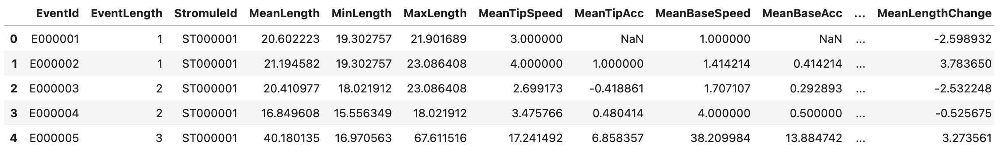 EventId EventLength StromuleId MeanLength MinLength MaxLength MeanTipSpeed MeanTipAcc MeanBaseSpeed MeanBaseAcc ... MeanLengthChange
0 E000001 1 ST000001 20.602223 19.302757 21.901689 3.000000 NaN 1.000000 NaN ... -2.598932
1 E000002 1 ST000001 21.194582 19.302757 23.086408 4.000000 1.000000 1.414214 0.414214 ... 3.783650
2 E000003 2 ST000001 20.410977 18.021912 23.086408 2.699173 -0.418861 1.707107 0.292893 ... -2.532248
3 E000004 2 ST000001 16.849608 15.556349 18.021912 3.475766 0.480414 4.000000 0.500000 ... -0.525675
4 E000005 3 ST000001 40.180135 16.970563 67.611516 17.241492 6.858357 38.209984 13.884742 ... 3.273561